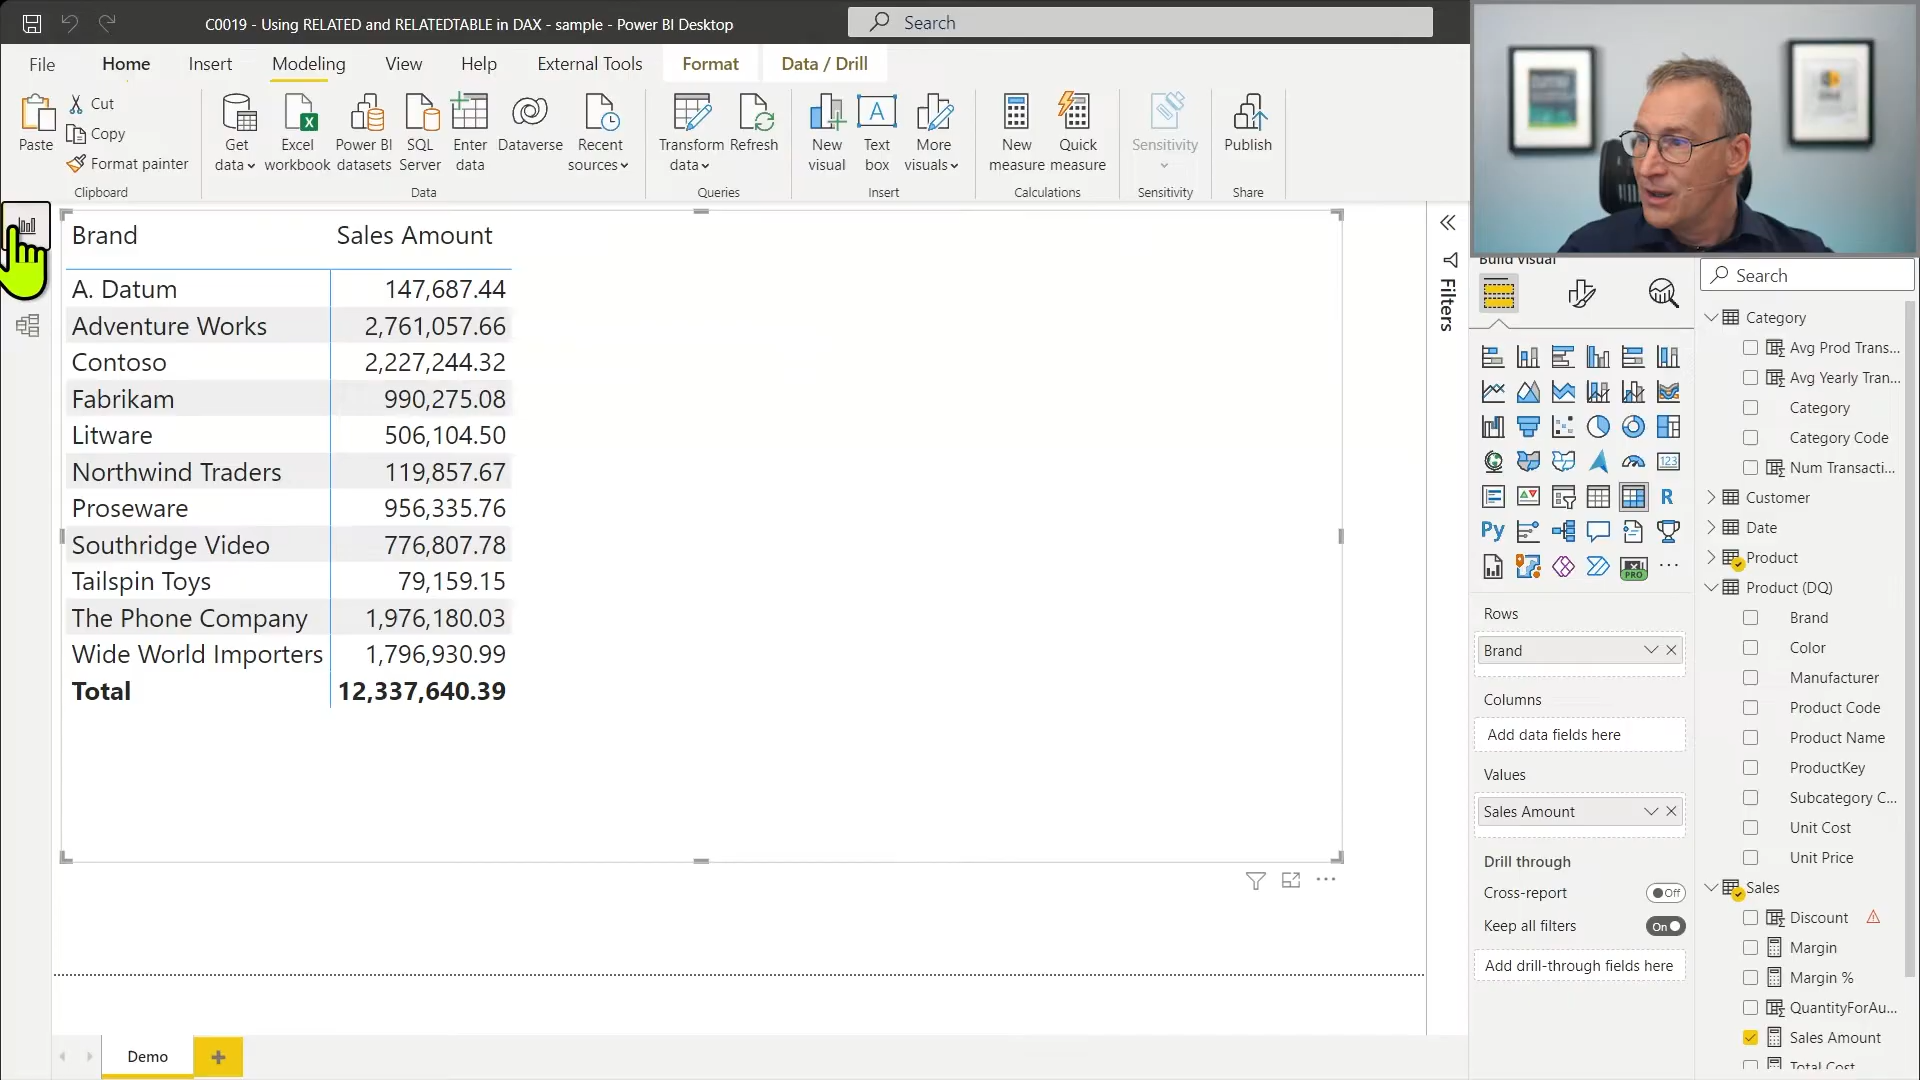 C0019 - Using RELATED and RELATEDTABLE in DAX - sample - Power BI Desktop
Search
File Home Insert Modeling View Help External Tools Format Data / Drill
Paste
Cut
Copy
Format painter
Clipboard
Get data
Excel workbook
Power BI datasets
SQL Server
Enter data
Dataverse
Recent sources
Data
Transform data
Refresh
Queries
New visual
Text box
More visuals
Insert
New measure
Quick measure
Calculations
Sensitivity
Sensitivity
Publish
Share
Brand Sales Amount
A. Datum 147,687.44
Adventure Works 2,761,057.66
Contoso 2,227,244.32
Fabrikam 990,275.08
Litware 506,104.50
Northwind Traders 119,857.67
Proseware 956,335.76
Southridge Video 776,807.78
Tailspin Toys 79,159.15
The Phone Company 1,976,180.03
Wide World Importers 1,796,930.99
Total 12,337,640.39
Demo
Filters
Build visual
123
R
Py
PRO
Rows
Brand
Columns
Add data fields here
Values
Sales Amount
Drill through
Cross-report Off
Keep all filters On
Add drill-through fields here
Search
Category
Avg Prod Trans...
Avg Yearly Tran...
Category
Category Code
Num Transacti...
Customer
Date
Product
Product (DQ)
Brand
Color
Manufacturer
Product Code
Product Name
ProductKey
Subcategory C...
Unit Cost
Unit Price
Sales
Discount
Margin
Margin %
QuantityForAu...
Sales Amount
Total Cost